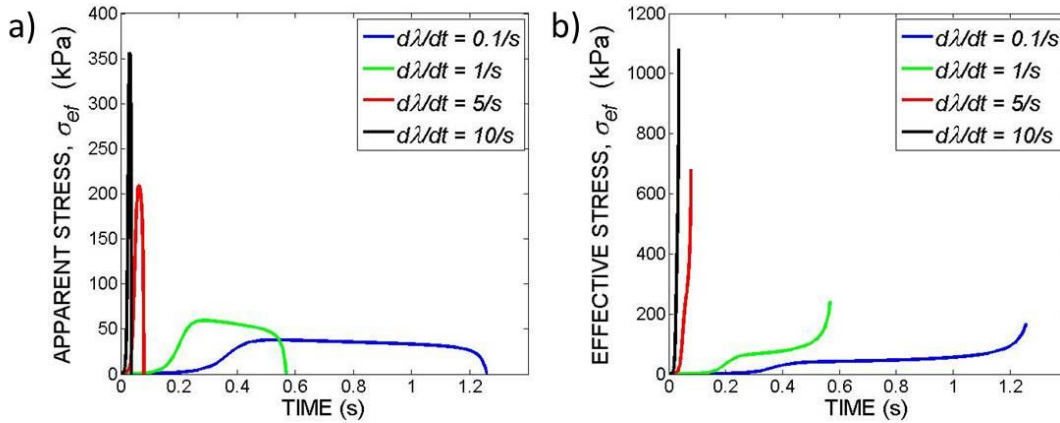 a)
APPARENT STRESS, σef (kPa)
400
350
300
250
200
150
100
50
0
0 0.2 0.4 0.6 0.8 1 1.2
TIME (s)
dλ/dt = 0.1/s
dλ/dt = 1/s
dλ/dt = 5/s
dλ/dt = 10/s
b)
EFFECTIVE STRESS, σef (kPa)
1200
1000
800
600
400
200
0
0 0.2 0.4 0.6 0.8 1 1.2
TIME (s)
dλ/dt = 0.1/s
dλ/dt = 1/s
dλ/dt = 5/s
dλ/dt = 10/s